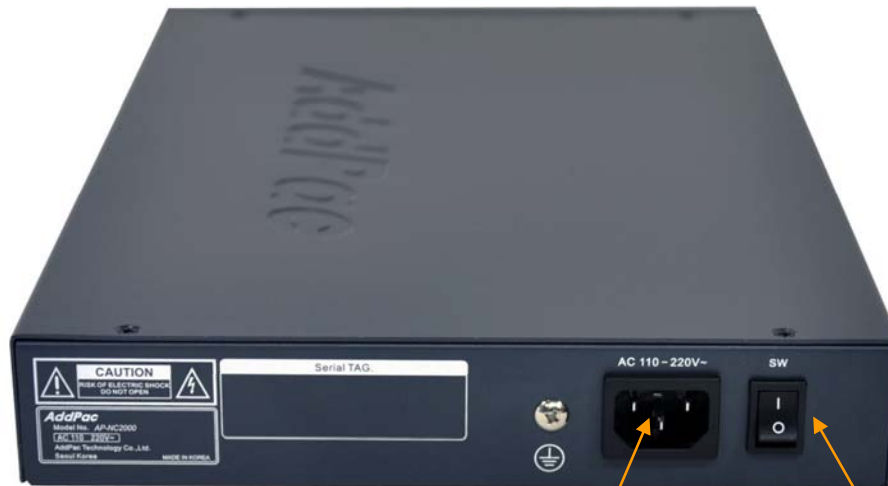 AddPac
CAUTION
RISK OF ELECTRIC SHOCK
DO NOT OPEN
AddPac
Model No. AP-NC2000
AC 110 220V~
AddPac Technology Co.,Ltd.
Seoul Korea MADE IN KOREA
Serial TAG.
AC 110~220V~
SW
I
O